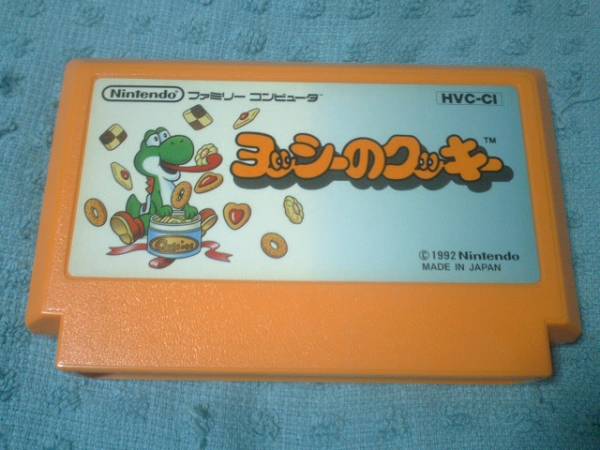 Nintendo ファミリー コンピュータ
HVC-CI
ヨッシーのクッキー™
Cookies
©1992 Nintendo
MADE IN JAPAN